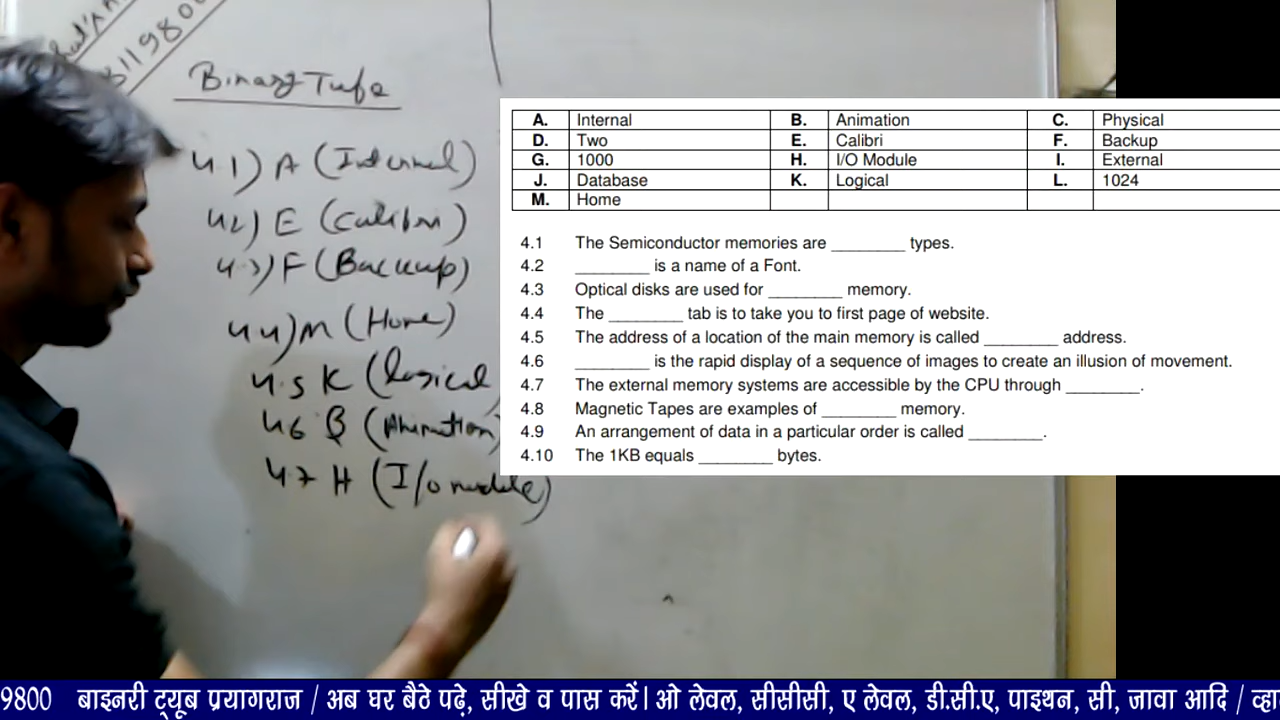 811980
Binary Tube
4.1) A (Internal)
4.2) E (Calibri)
4.3) F (Backup)
4.4) M (Home)
4.5 K (Logical
4.6 B (Animation)
4.7 H (I/o module)
A. Internal B. Animation C. Physical
D. Two E. Calibri F. Backup
G. 1000 H. I/O Module I. External
J. Database K. Logical L. 1024
M. Home
4.1 The Semiconductor memories are ________ types.
4.2 ________ is a name of a Font.
4.3 Optical disks are used for ________ memory.
4.4 The ________ tab is to take you to first page of website.
4.5 The address of a location of the main memory is called ________ address.
4.6 ________ is the rapid display of a sequence of images to create an illusion of movement.
4.7 The external memory systems are accessible by the CPU through ________.
4.8 Magnetic Tapes are examples of ________ memory.
4.9 An arrangement of data in a particular order is called ________.
4.10 The 1KB equals ________ bytes.
9800 बाइनरी ट्यूब प्रयागराज / अब घर बैठे पढ़े, सीखे व पास करें। ओ लेवल, सीसीसी, ए लेवल, डी.सी.ए, पाइथन, सी, जावा आदि / व्हा